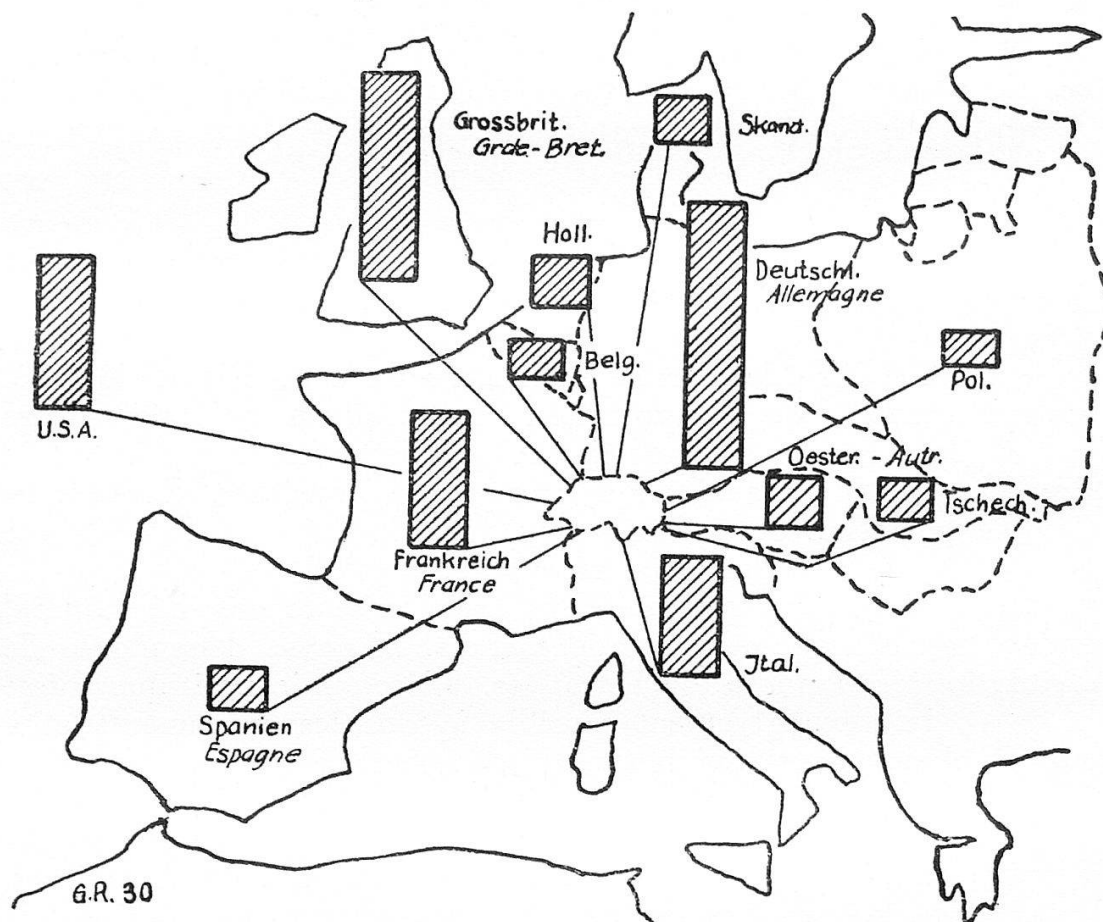 Grossbrit.
Grde-Bret.
Skand.
Holl.
Deutschl.
Allemagne
Belg.
Pol.
U.S.A.
Oester. - Autr.
Tschech.
Frankreich
France
Jtal.
Spanien
Espagne
G.R. 30